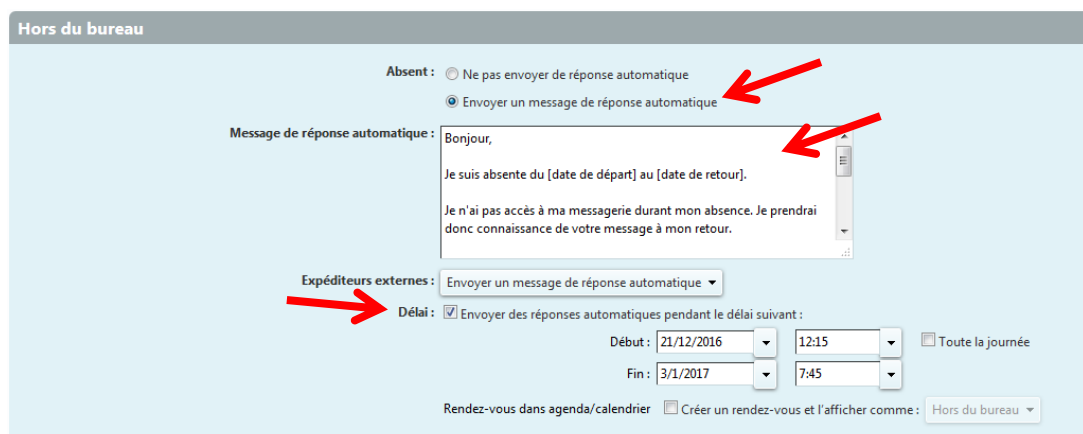 Hors du bureau
Absent : Ne pas envoyer de réponse automatique
Envoyer un message de réponse automatique
Message de réponse automatique : Bonjour,
Je suis absente du [date de départ] au [date de retour].
Je n'ai pas accès à ma messagerie durant mon absence. Je prendrai
donc connaissance de votre message à mon retour.
Expéditeurs externes : Envoyer un message de réponse automatique
Délai : Envoyer des réponses automatiques pendant le délai suivant :
Début : 21/12/2016 12:15 Toute la journée
Fin : 3/1/2017 7:45
Rendez-vous dans agenda/calendrier Créer un rendez-vous et l'afficher comme : Hors du bureau